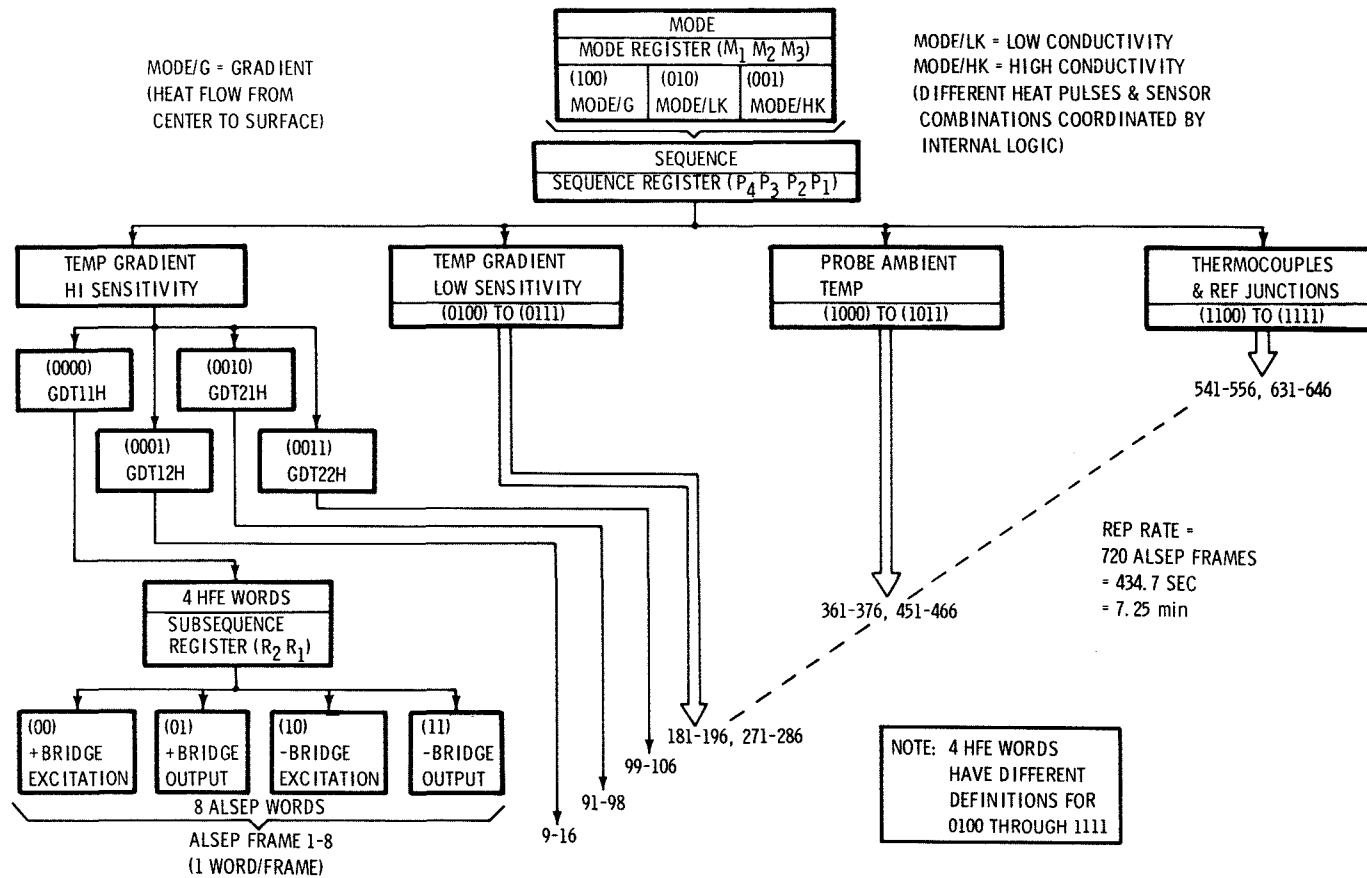 MODE
MODE REGISTER (M1 M2 M3)
(100)
MODE/G
(010)
MODE/LK
(001)
MODE/HK
MODE/G = GRADIENT
(HEAT FLOW FROM
CENTER TO SURFACE)
MODE/LK = LOW CONDUCTIVITY
MODE/HK = HIGH CONDUCTIVITY
(DIFFERENT HEAT PULSES & SENSOR
COMBINATIONS COORDINATED BY
INTERNAL LOGIC)
SEQUENCE
SEQUENCE REGISTER (P4 P3 P2 P1)
TEMP GRADIENT
HI SENSITIVITY
TEMP GRADIENT
LOW SENSITIVITY
(0100) TO (0111)
PROBE AMBIENT
TEMP
(1000) TO (1011)
THERMOCOUPLES
& REF JUNCTIONS
(1100) TO (1111)
(0000)
GDT11H
(0010)
GDT21H
(0001)
GDT12H
(0011)
GDT22H
541-556, 631-646
REP RATE =
720 ALSEP FRAMES
= 434.7 SEC
= 7.25 min
4 HFE WORDS
SUBSEQUENCE
REGISTER (R2 R1)
361-376, 451-466
(00)
+BRIDGE
EXCITATION
(01)
+BRIDGE
OUTPUT
(10)
-BRIDGE
EXCITATION
(11)
-BRIDGE
OUTPUT
181-196, 271-286
99-106
91-98
9-16
8 ALSEP WORDS
ALSEP FRAME 1-8
(1 WORD/FRAME)
NOTE: 4 HFE WORDS
HAVE DIFFERENT
DEFINITIONS FOR
0100 THROUGH 1111